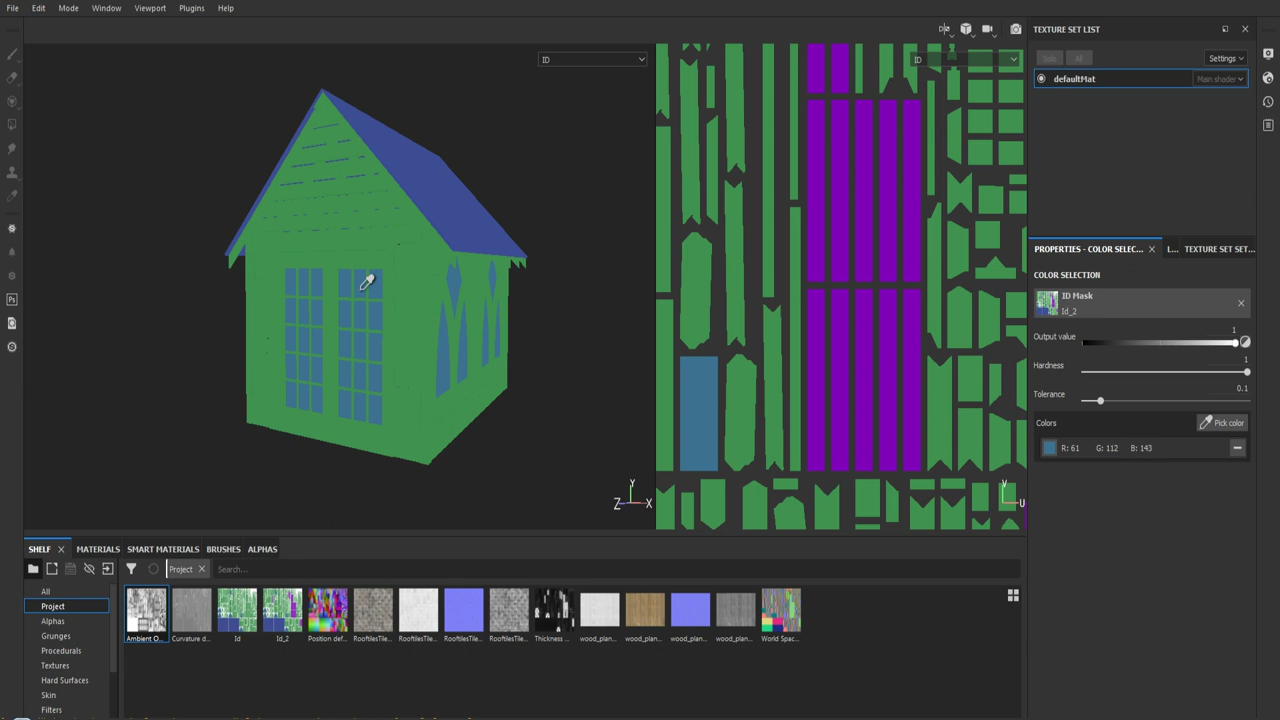 File Edit Mode Window Viewport Plugins Help
TEXTURE SET LIST
ID
ID
Solo All Settings
defaultMat Main shader
PROPERTIES - COLOR SELEC... L... TEXTURE SET SET...
COLOR SELECTION
ID Mask
Id_2
Output value 1
Hardness 1
Tolerance 0.1
Colors Pick color
R: 61 G: 112 B: 143
Ps
Y
Z X
V
U
SHELF MATERIALS SMART MATERIALS BRUSHES ALPHAS
Project Search...
All
Project
Alphas
Grunges
Procedurals
Textures
Hard Surfaces
Skin
Filters
Ambient O... Curvature d... Id Id_2 Position def... RooftilesTile... RooftilesTile... RooftilesTile... RooftilesTile... Thickness ... wood_plan... wood_plan... wood_plan... wood_plan... World Spac...